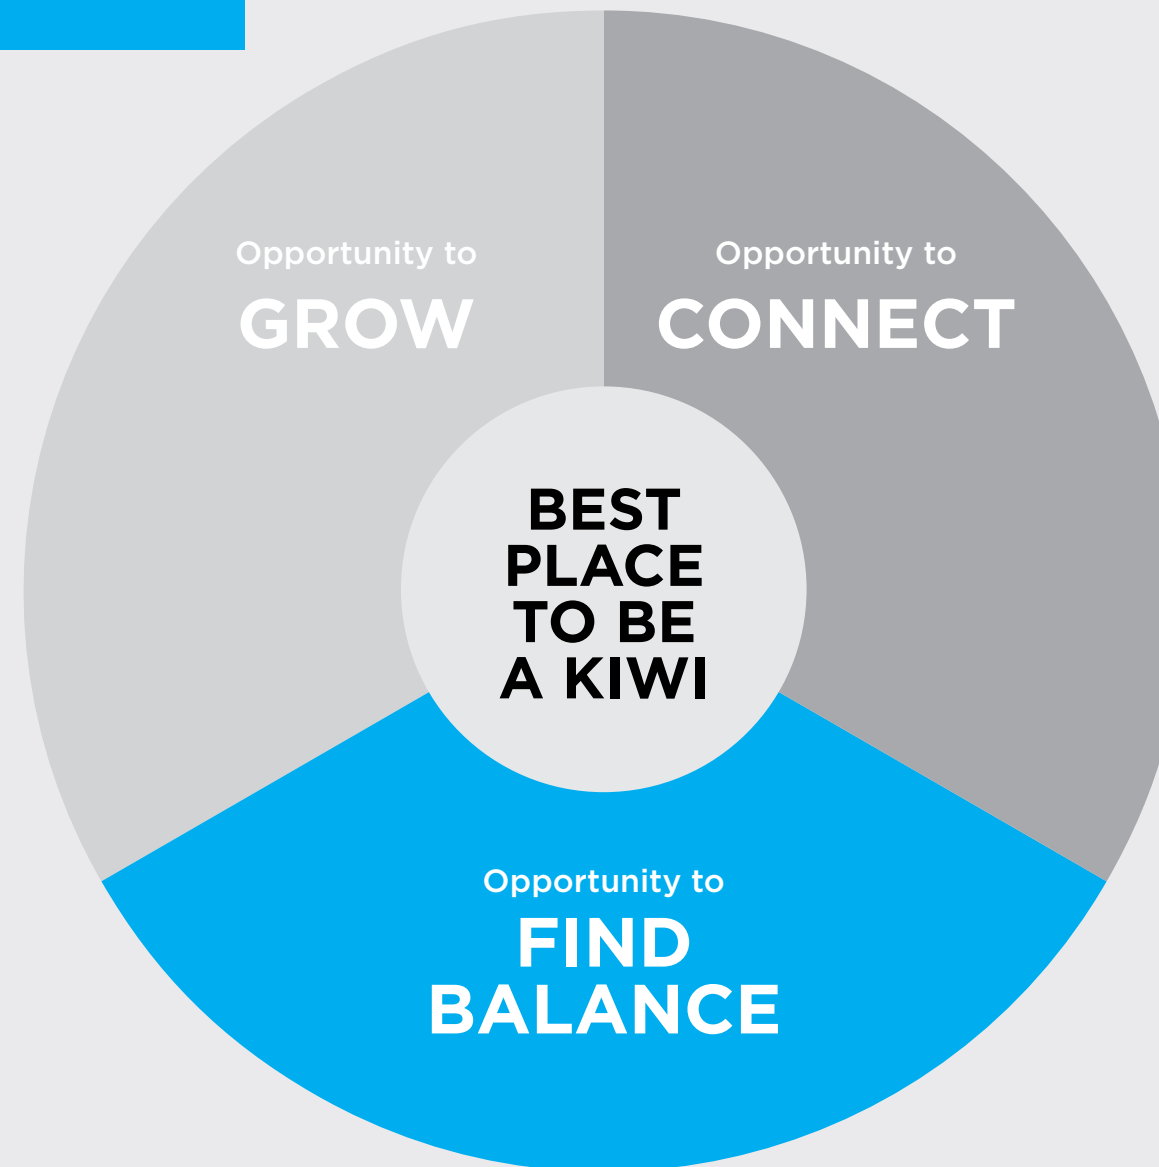 Opportunity to
GROW
Opportunity to
CONNECT
BEST
PLACE
TO BE
A KIWI
Opportunity to
FIND
BALANCE